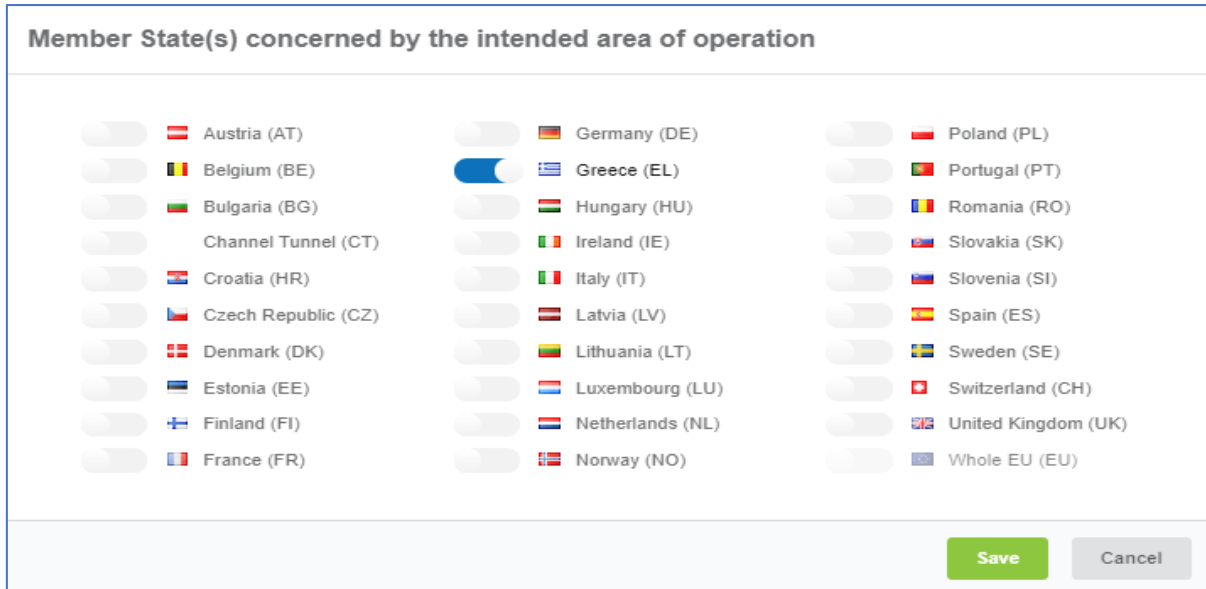 Member State(s) concerned by the intended area of operation
Austria (AT)
Belgium (BE)
Bulgaria (BG)
Channel Tunnel (CT)
Croatia (HR)
Czech Republic (CZ)
Denmark (DK)
Estonia (EE)
Finland (FI)
France (FR)
Germany (DE)
Greece (EL)
Hungary (HU)
Ireland (IE)
Italy (IT)
Latvia (LV)
Lithuania (LT)
Luxembourg (LU)
Netherlands (NL)
Norway (NO)
Poland (PL)
Portugal (PT)
Romania (RO)
Slovakia (SK)
Slovenia (SI)
Spain (ES)
Sweden (SE)
Switzerland (CH)
United Kingdom (UK)
Whole EU (EU)
Save
Cancel